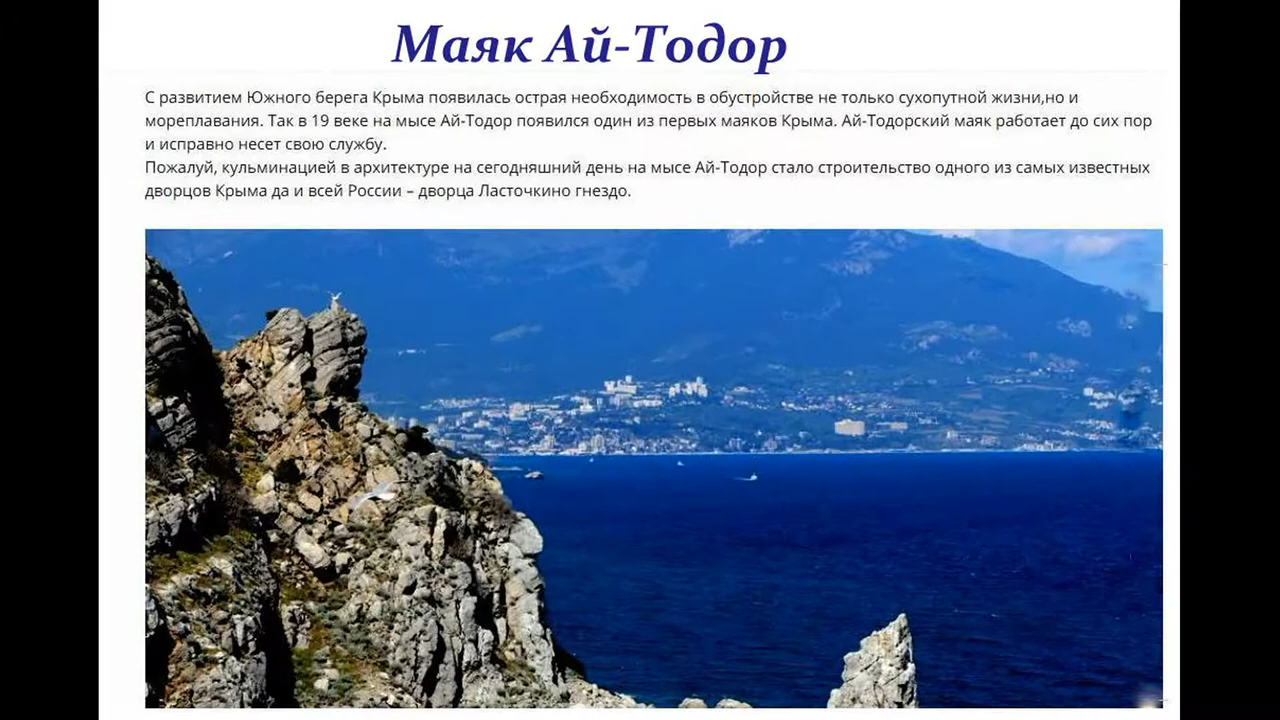 Маяк Ай-Тодор
С развитием Южного берега Крыма появилась острая необходимость в обустройстве не только сухопутной жизни,но и
мореплавания. Так в 19 веке на мысе Ай-Тодор появился один из первых маяков Крыма. Ай-Тодорский маяк работает до сих пор
и исправно несет свою службу.
Пожалуй, кульминацией в архитектуре на сегодняшний день на мысе Ай-Тодор стало строительство одного из самых известных
дворцов Крыма да и всей России – дворца Ласточкино гнездо.